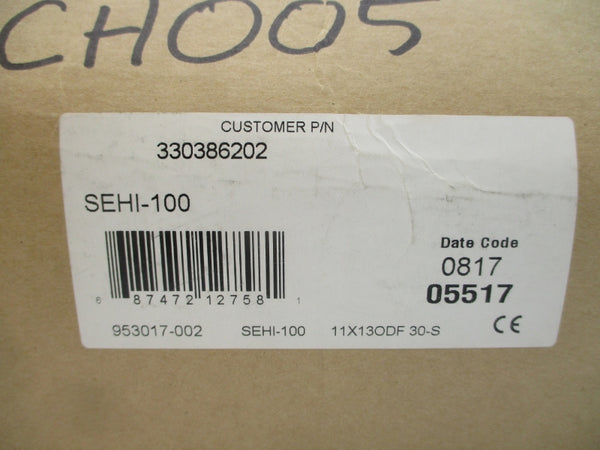 CH005
CUSTOMER P/N
330386202
SEHI-100
Date Code
0817
05517
6 87472 12758 1
953017-002 SEHI-100 11X13ODF 30-S
CE